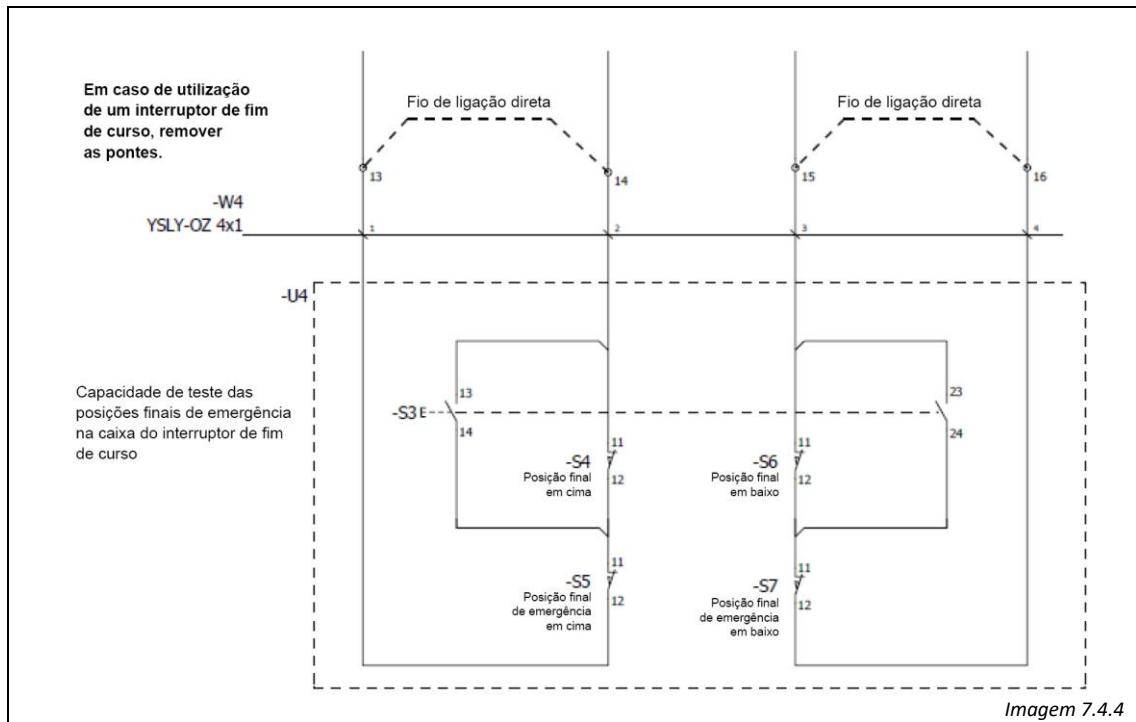 Em caso de utilização
de um interruptor de fim
de curso, remover
as pontes.
Fio de ligação direta
Fio de ligação direta
13
14
15
16
-W4
YSLY-OZ 4x1
1
2
3
4
-U4
Capacidade de teste das
posições finais de emergência
na caixa do interruptor de fim
de curso
-S3 E
13
14
23
24
-S4
Posição final
em cima
11
12
-S6
Posição final
em baixo
11
12
-S5
Posição final
de emergência
em cima
11
12
-S7
Posição final
de emergência
em baixo
11
12
Imagem 7.4.4